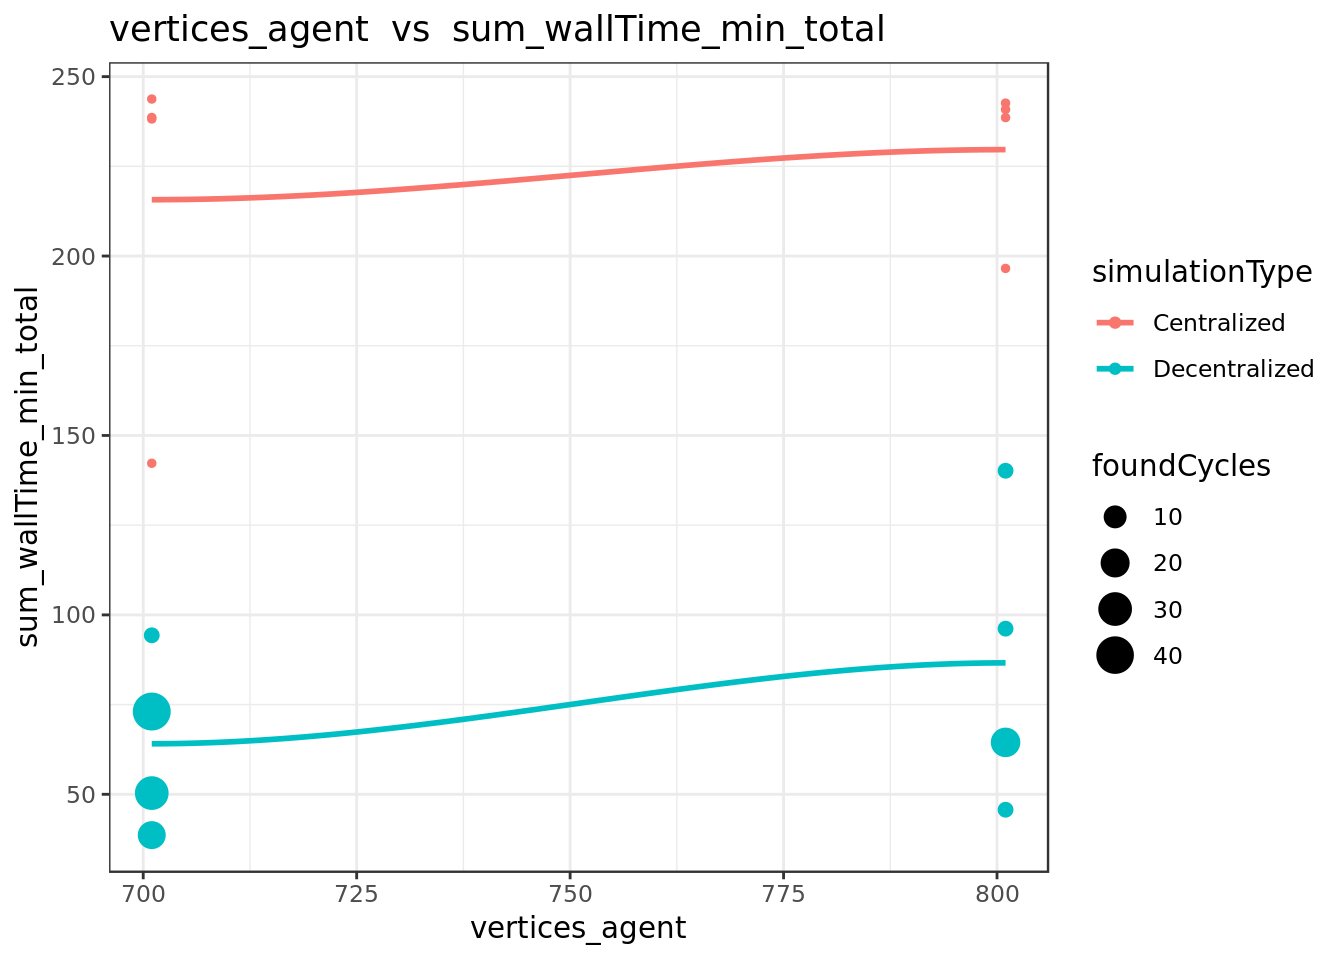 vertices_agent vs sum_wallTime_min_total
sum_wallTime_min_total
250
200
150
100
50
700 725 750 775 800
vertices_agent
simulationType
Centralized
Decentralized
foundCycles
10
20
30
40